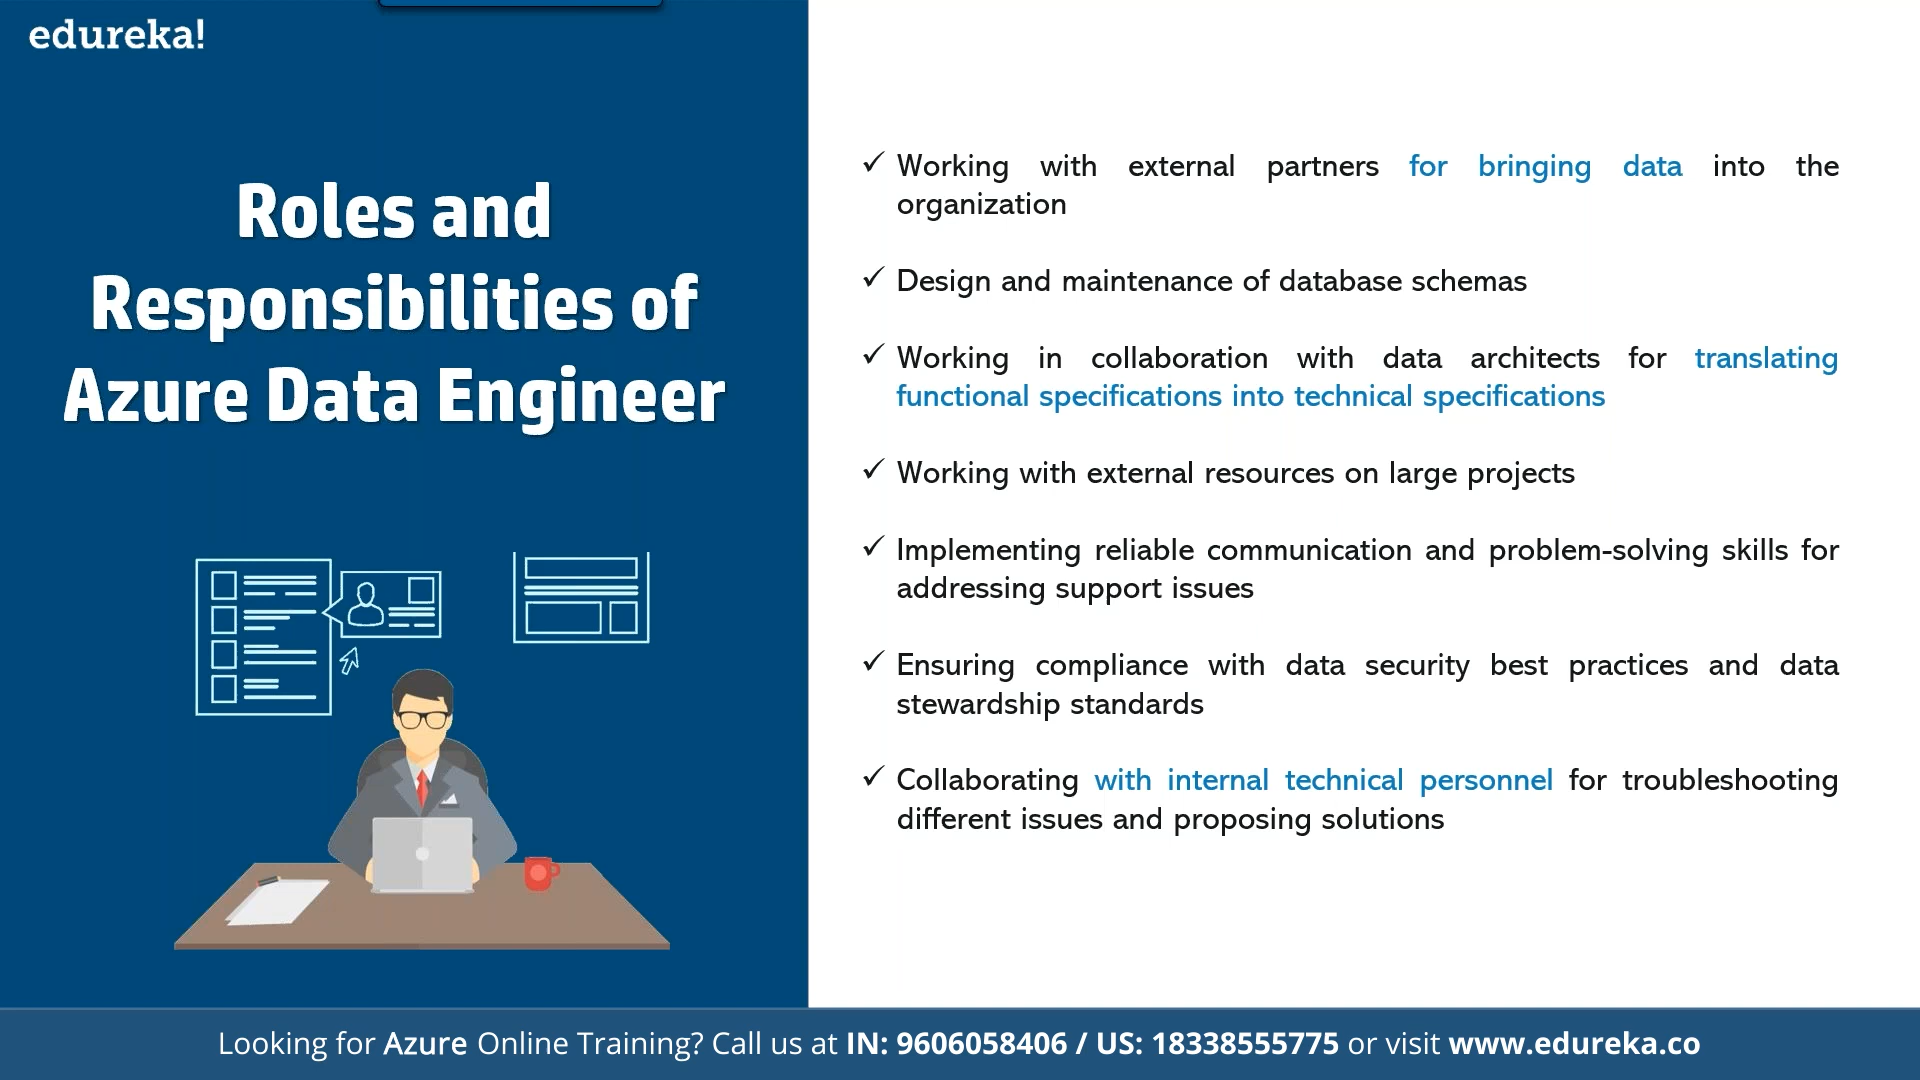 edureka!
Roles and
Responsibilities of
Azure Data Engineer
✓ Working with external partners for bringing data into the
organization
✓ Design and maintenance of database schemas
✓ Working in collaboration with data architects for translating
functional specifications into technical specifications
✓ Working with external resources on large projects
✓ Implementing reliable communication and problem-solving skills for
addressing support issues
✓ Ensuring compliance with data security best practices and data
stewardship standards
✓ Collaborating with internal technical personnel for troubleshooting
different issues and proposing solutions
Looking for Azure Online Training? Call us at IN: 9606058406 / US: 18338555775 or visit www.edureka.co